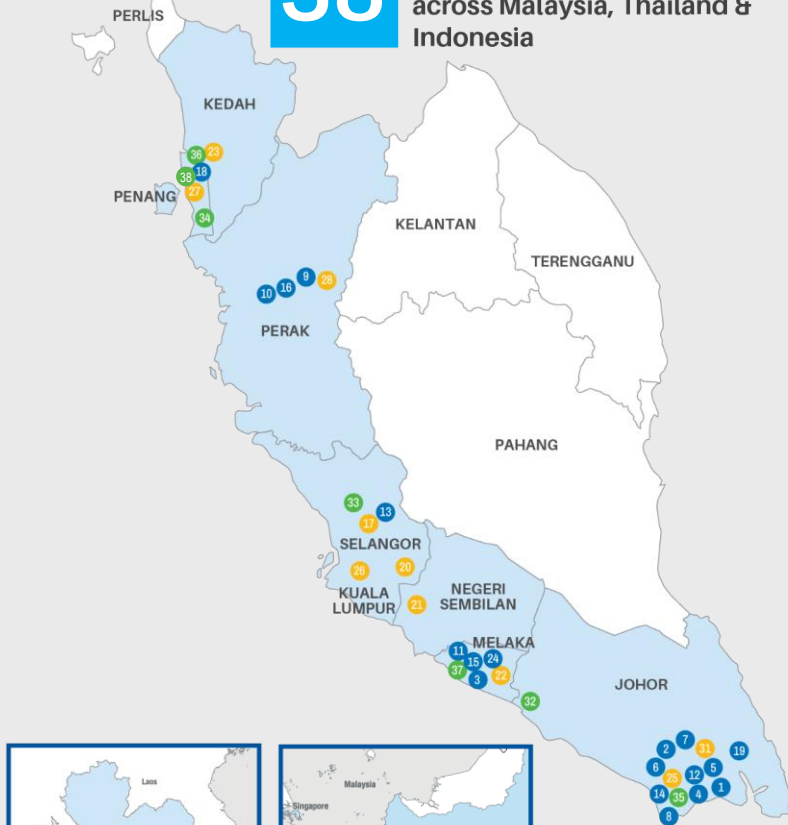 across Malaysia, Thailand &
Indonesia
PERLIS
KEDAH
36
23
18
38
27
PENANG
34
KELANTAN
TERENGGANU
9
28
16
10
PERAK
PAHANG
33
13
17
SELANGOR
26
20
KUALA
LUMPUR
21
NEGERI
SEMBILAN
MELAKA
11
15
24
37
3
22
32
JOHOR
7
2
31
19
6
5
25
12
14
35
4
1
8
Laos
Malaysia
Singapore